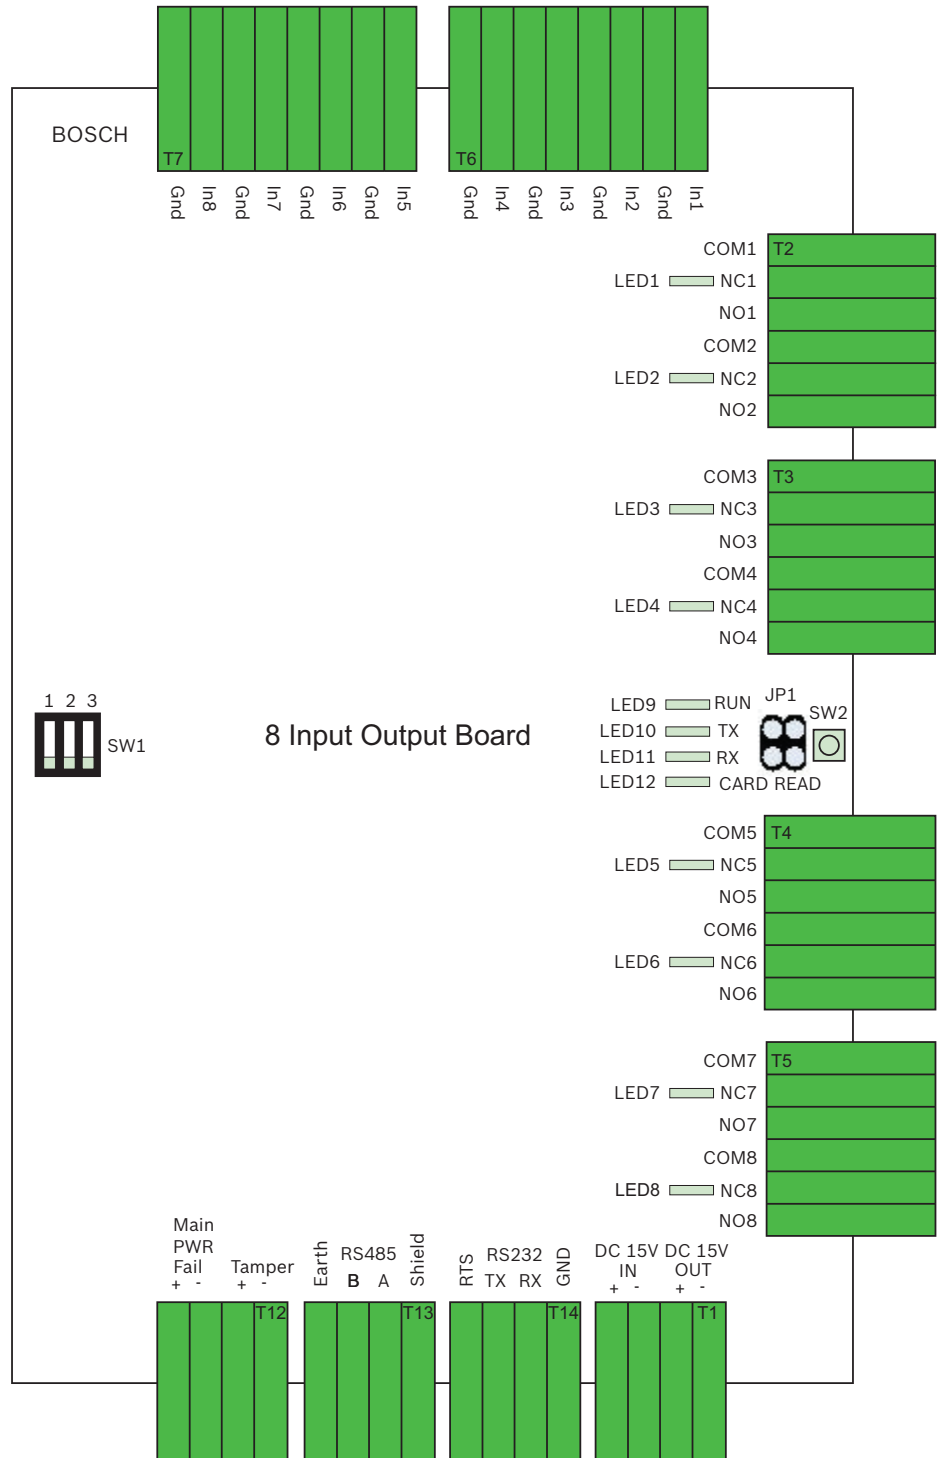 BOSCH
T7
T6
Gnd
In8
Gnd
In7
Gnd
In6
Gnd
In5
Gnd
In4
Gnd
In3
Gnd
In2
Gnd
In1
COM1 T2
LED1 NC1
NO1
COM2
LED2 NC2
NO2
COM3 T3
LED3 NC3
NO3
COM4
LED4 NC4
NO4
1 2 3
SW1
8 Input Output Board
LED9 RUN
LED10 TX
LED11 RX
LED12 CARD READ
JP1
SW2
COM5 T4
LED5 NC5
NO5
COM6
LED6 NC6
NO6
COM7 T5
LED7 NC7
NO7
COM8
LED8 NC8
NO8
Main
PWR
Fail
+ -
Tamper
+ -
T12
Earth
RS485
B A
Shield
T13
RTS
RS232
TX RX
GND
T14
DC 15V
IN
+ -
DC 15V
OUT
+ -
T1